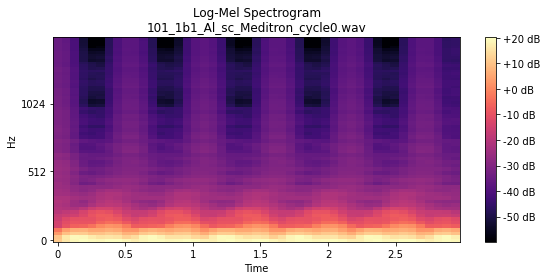 Log-Mel Spectrogram
101_1b1_Al_sc_Meditron_cycle0.wav
Hz
1024
512
0
0
0.5
1
1.5
2
2.5
Time
+20 dB
+10 dB
+0 dB
-10 dB
-20 dB
-30 dB
-40 dB
-50 dB